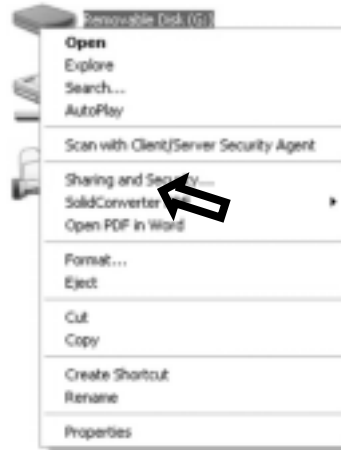 Removable Disk (G:)
Open
Explore
Search...
AutoPlay
Scan with Client/Server Security Agent
Sharing and Security...
SolidConverter
Open PDF in Word
Format...
Eject
Cut
Copy
Create Shortcut
Rename
Properties